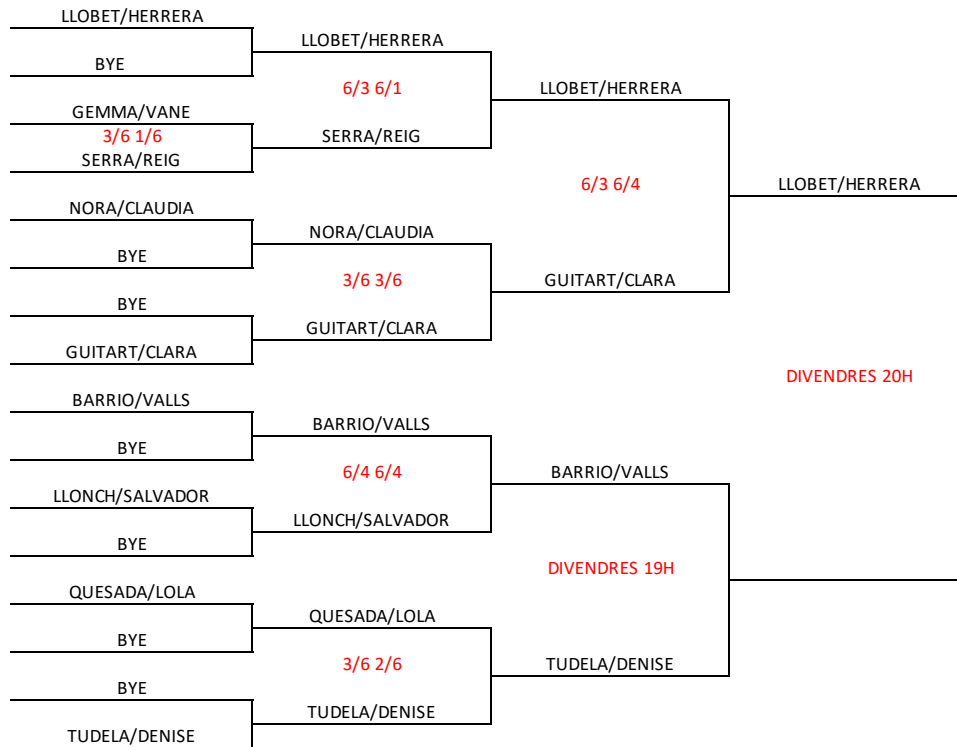 LLOBET/HERRERA
BYE
GEMMA/VANE
3/6 1/6
SERRA/REIG
NORA/CLAUDIA
BYE
BYE
GUITART/CLARA
BARRIO/VALLS
BYE
LLONCH/SALVADOR
BYE
QUESADA/LOLA
BYE
BYE
TUDELA/DENISE
LLOBET/HERRERA
6/3 6/1
SERRA/REIG
NORA/CLAUDIA
3/6 3/6
GUITART/CLARA
BARRIO/VALLS
6/4 6/4
LLONCH/SALVADOR
QUESADA/LOLA
3/6 2/6
TUDELA/DENISE
LLOBET/HERRERA
6/3 6/4
GUITART/CLARA
BARRIO/VALLS
DIVENDRES 19H
TUDELA/DENISE
LLOBET/HERRERA
DIVENDRES 20H